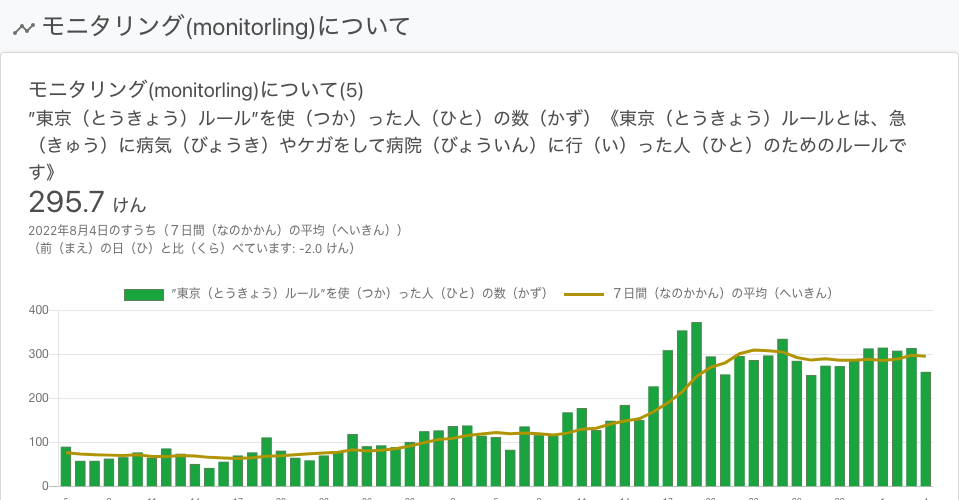 モニタリング(monitorling)について
モニタリング(monitorling)について(5)
”東京（とうきょう）ルール”を使（つか）った人（ひと）の数（かず）《東京（とうきょう）ルールとは、急
（きゅう）に病気（びょうき）やケガをして病院（びょういん）に行（い）った人（ひと）のためのルールで
す》
295.7 けん
2022年8月4日のすうち（７日間（なのかかん）の平均（へいきん））
（前（まえ）の日（ひ）と比（くら）べています: -2.0 けん）
”東京（とうきょう）ルール”を使（つか）った人（ひと）の数（かず） ７日間（なのかかん）の平均（へいきん）
400
300
200
100
0